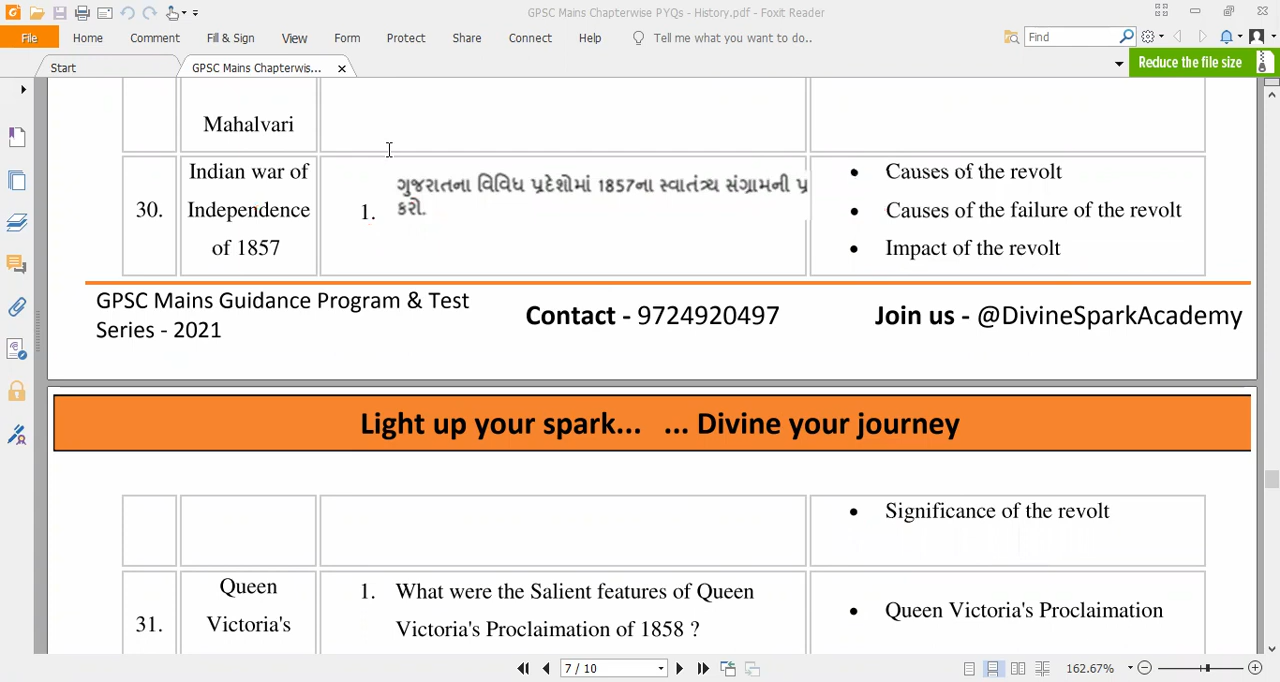 GPSC Mains Chapterwise PYQs - History.pdf - Foxit Reader
File Home Comment Fill & Sign View Form Protect Share Connect Help Tell me what you want to do.. Find
Start GPSC Mains Chapterwis... Reduce the file size
Mahalvari
30. Indian war of
Independence
of 1857
1. ગુજરાતના વિવિધ પ્રદેશોમાં 1857ના સ્વાતંત્ર્ય સંગ્રામની પ્ર
કરો.
• Causes of the revolt
• Causes of the failure of the revolt
• Impact of the revolt
GPSC Mains Guidance Program & Test
Series - 2021
Contact - 9724920497
Join us - @DivineSparkAcademy
Light up your spark... ... Divine your journey
• Significance of the revolt
31. Queen
Victoria's
1. What were the Salient features of Queen
Victoria's Proclaimation of 1858 ?
• Queen Victoria's Proclaimation
7 / 10 162.67%